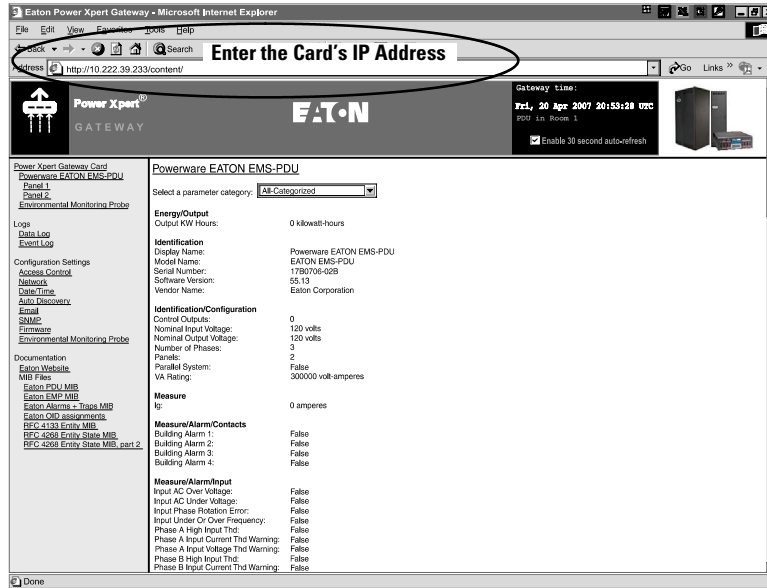 Eaton Power Xpert Gateway - Microsoft Internet Explorer
File Edit View Favorites Tools Help
Back Search
Enter the Card's IP Address
Address http://10.222.39.233/content/ Go Links »
Power Xpert®
GATEWAY
EATON
Gateway time:
Fri, 20 Apr 2007 20:53:28 UTC
PDU in Room 1
Enable 30 second auto-refresh
Power Xpert Gateway Card
Powerware EATON EMS-PDU
Panel 1
Panel 2
Environmental Monitoring Probe
Logs
Data Log
Event Log
Configuration Settings
Access Control
Network
Date/Time
Auto Discovery
Email
SNMP
Firmware
Environmental Monitoring Probe
Documentation
Eaton Website
MIB Files
Eaton PDU MIB
Eaton EMP MIB
Eaton Alarms + Traps MIB
Eaton OID assignments
RFC 4133 Entity MIB
RFC 4268 Entity State MIB
RFC 4268 Entity State MIB, part 2
Powerware EATON EMS-PDU
Select a parameter category: All-Categorized
Energy/Output
Output KW Hours: 0 kilowatt-hours
Identification
Display Name: Powerware EATON EMS-PDU
Model Name: EATON EMS-PDU
Serial Number: 17B0706-02B
Software Version: 55.13
Vendor Name: Eaton Corporation
Identification/Configuration
Control Outputs: 0
Nominal Input Voltage: 120 volts
Nominal Output Voltage: 120 volts
Number of Phases: 3
Panels: 2
Parallel System: False
VA Rating: 300000 volt-amperes
Measure
Ig: 0 amperes
Measure/Alarm/Contacts
Building Alarm 1: False
Building Alarm 2: False
Building Alarm 3: False
Building Alarm 4: False
Measure/Alarm/Input
Input AC Over Voltage: False
Input AC Under Voltage: False
Input Phase Rotation Error: False
Input Under Or Over Frequency: False
Phase A High Input Thd: False
Phase A Input Current Thd Warning: False
Phase A Input Voltage Thd Warning: False
Phase B High Input Thd: False
Phase B Input Current Thd Warning: False
Done